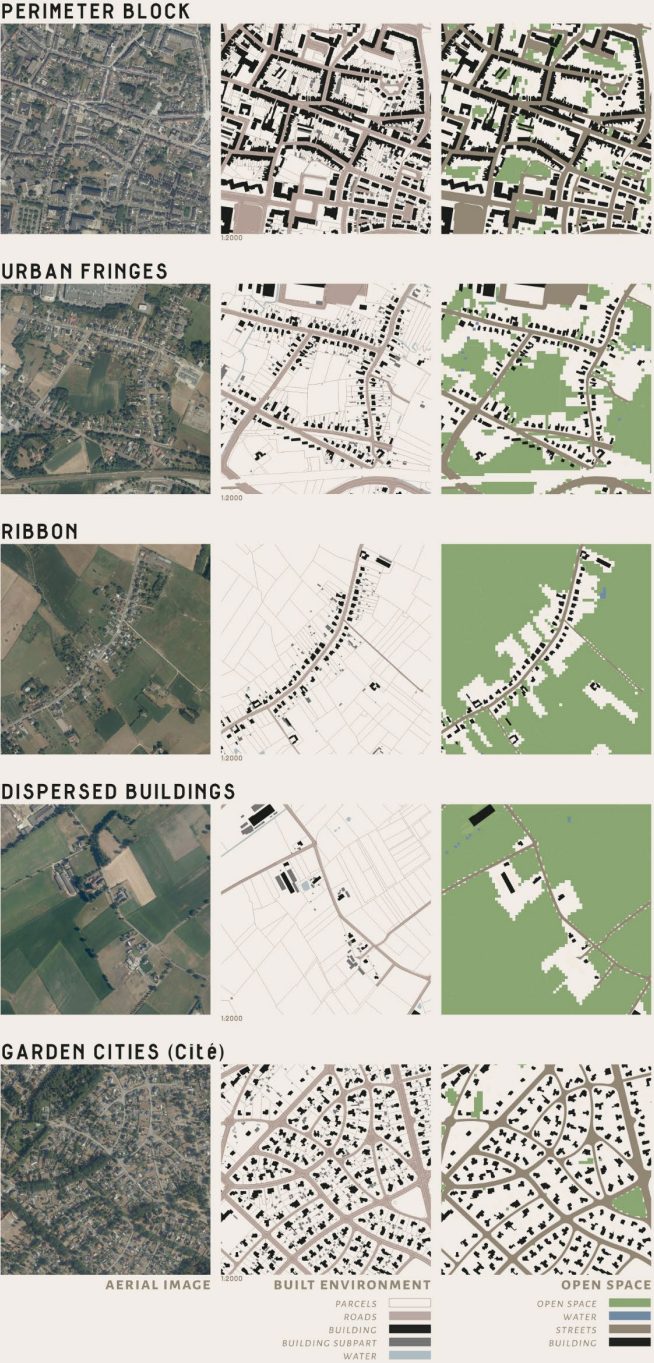 PERIMETER BLOCK
1:2000
URBAN FRINGES
1:2000
RIBBON
1:2000
DISPERSED BUILDINGS
1:2000
GARDEN CITIES (Cité)
1:2000
AERIAL IMAGE
BUILT ENVIRONMENT
OPEN SPACE
PARCELS
ROADS
BUILDING
BUILDING SUBPART
WATER
OPEN SPACE
WATER
STREETS
BUILDING